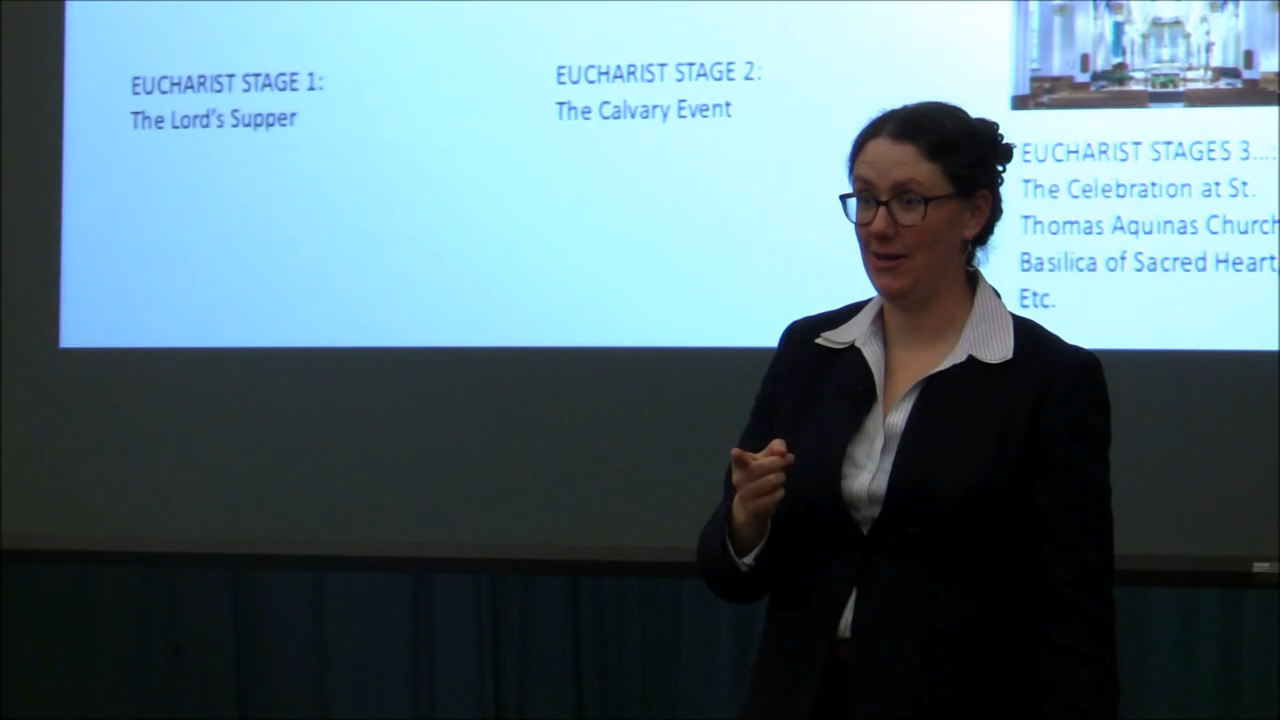 EUCHARIST STAGE 1:
The Lord's Supper
EUCHARIST STAGE 2:
The Calvary Event
EUCHARIST STAGES 3...:
The Celebration at St.
Thomas Aquinas Church
Basilica of Sacred Heart,
Etc.